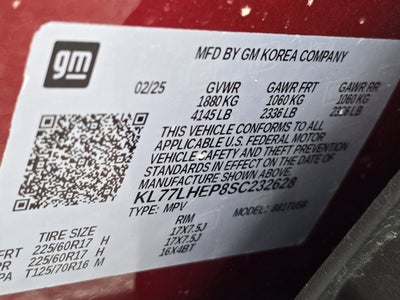 gm
MFD BY GM KOREA COMPANY
02/25 GVWR GAWR FRT GAWR RR
1880 KG 1060 KG 1060 KG
4145 LB 2336 LB 2336 LB
THIS VEHICLE CONFORMS TO ALL
APPLICABLE U.S. FEDERAL MOTOR
VEHICLE SAFETY AND THEFT PREVENTION
STANDARDS IN EFFECT ON THE DATE OF
MANUFACTURE SHOWN ABOVE.
KL77LHEP8SC232628
TYPE: MPV MODEL:
TIRE SIZE RIM
FRT 225/60R17 H 17X7.5J
RR 225/60R17 H 17X7.5J
PA T125/70R16 M 16X4BT